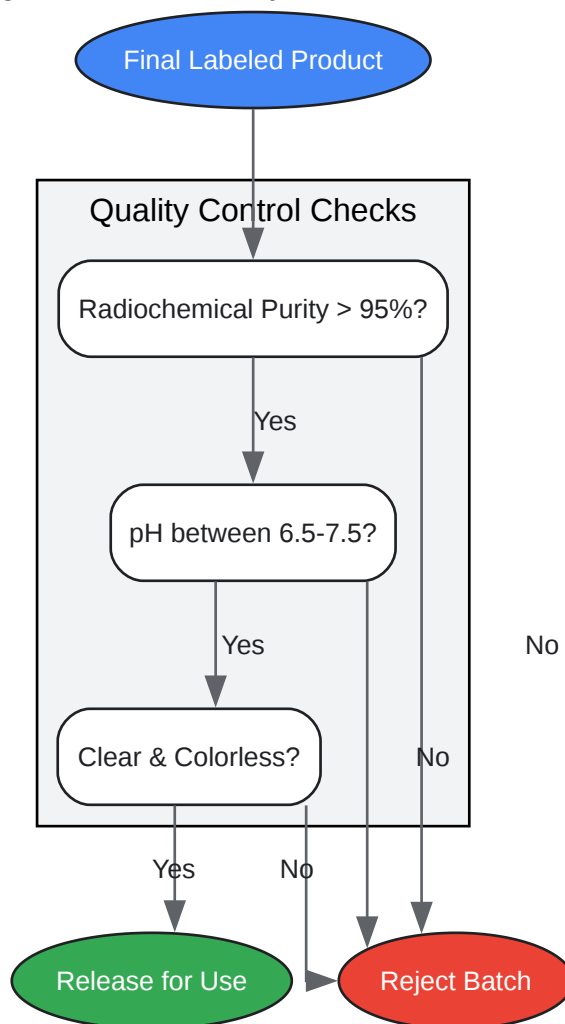 Final Labeled Product
Quality Control Checks
Radiochemical Purity > 95%?
Yes
pH between 6.5-7.5?
Yes
No
Clear & Colorless?
No
Yes
No
Release for Use
Reject Batch